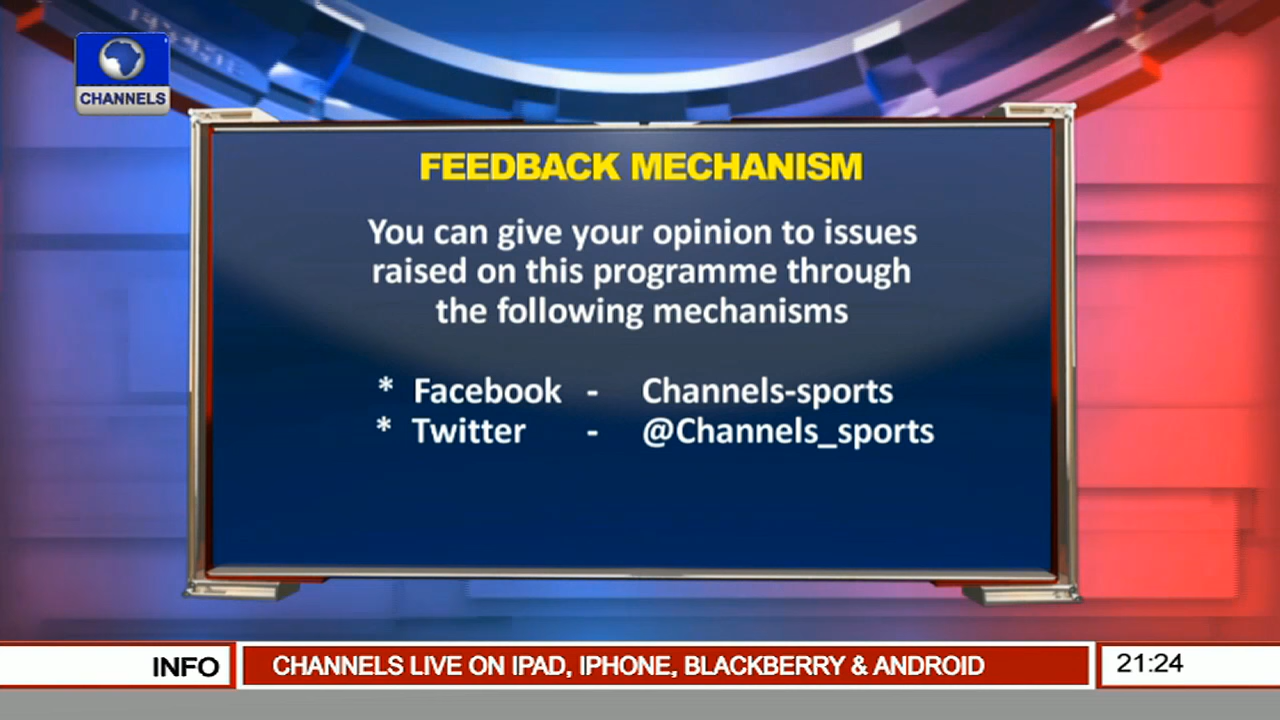 CHANNELS
FEEDBACK MECHANISM
You can give your opinion to issues
raised on this programme through
the following mechanisms
* Facebook - Channels-sports
* Twitter - @Channels_sports
INFO
CHANNELS LIVE ON IPAD, IPHONE, BLACKBERRY & ANDROID
21:24